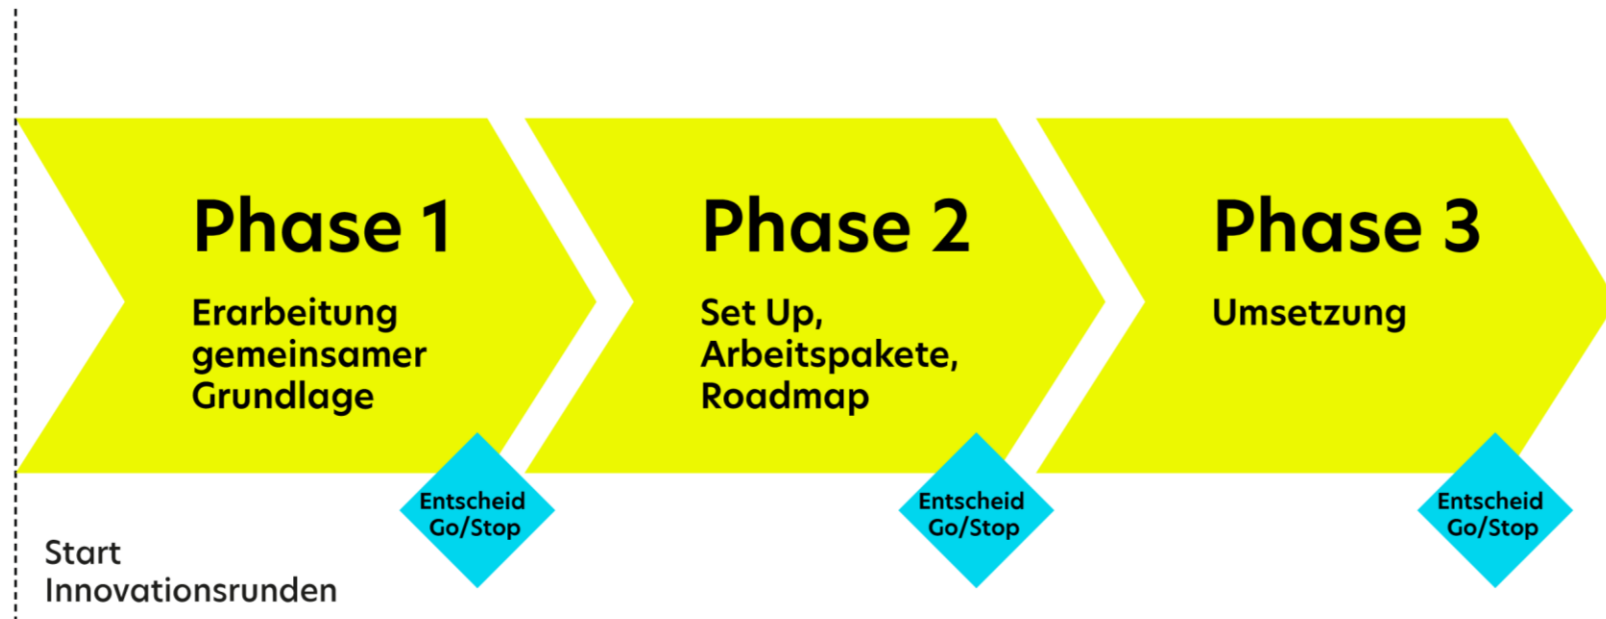 Phase 1
Erarbeitung
gemeinsamer
Grundlage
Phase 2
Set Up,
Arbeitspakete,
Roadmap
Phase 3
Umsetzung
Entscheid
Go/Stop
Entscheid
Go/Stop
Entscheid
Go/Stop
Start
Innovationsrunden